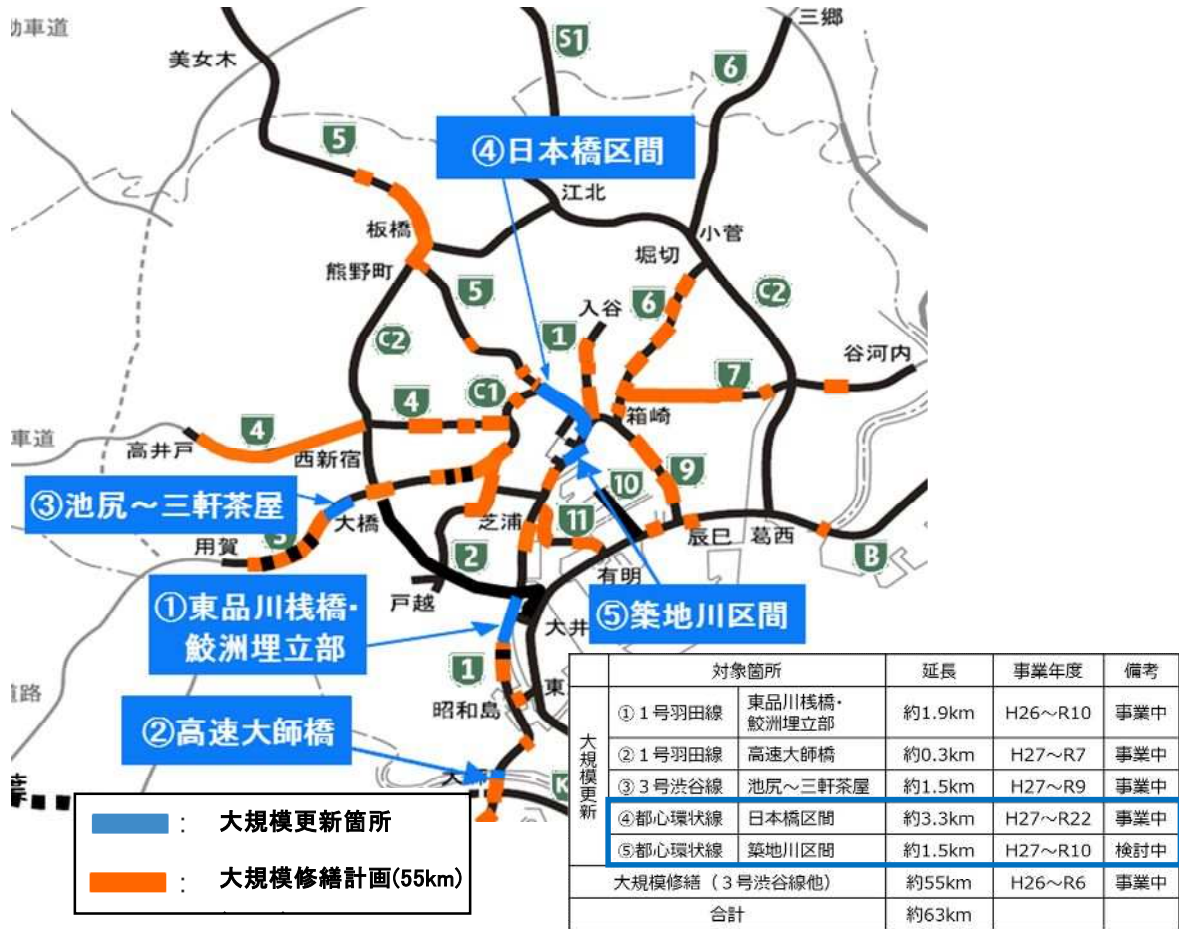 動車道
三郷
美女木
S1
6
5
④日本橋区間
江北
小菅
板橋
堀切
熊野町
5
入谷
6
C2
1
C2
谷河内
C1
7
4
箱崎
車道
4
高井戸
西新宿
9
10
③池尻～三軒茶屋
大橋
芝浦
11
辰巳
葛西
用賀
3
B
2
有明
①東品川桟橋・
鮫洲埋立部
戸越
大井
⑤築地川区間
1
道路
昭和島
東
②高速大師橋
大師
K
: 大規模更新箇所
: 大規模修繕計画(55km)
対象箇所 延長 事業年度 備考
大規模更新
①1号羽田線 東品川桟橋・
鮫洲埋立部 約1.9km H26～R10 事業中
②1号羽田線 高速大師橋 約0.3km H27～R7 事業中
③3号渋谷線 池尻～三軒茶屋 約1.5km H27～R9 事業中
④都心環状線 日本橋区間 約3.3km H27～R22 事業中
⑤都心環状線 築地川区間 約1.5km H27～R10 検討中
大規模修繕（3号渋谷線他） 約55km H26～R6 事業中
合計 約63km